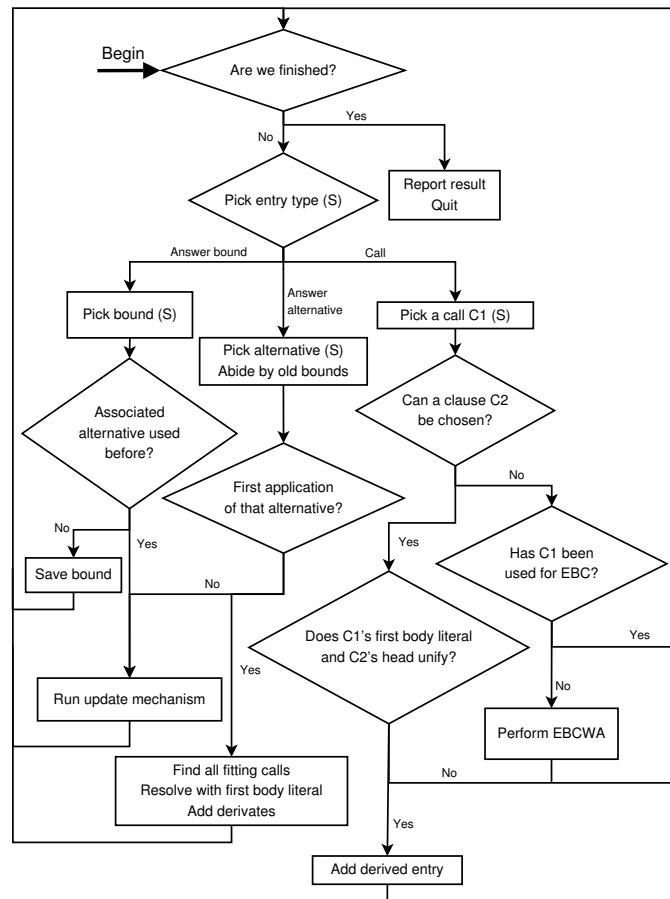 Begin
Are we finished?
Yes
No
Pick entry type (S)
Report result
Quit
Answer bound
Call
Answer
alternative
Pick bound (S)
Pick a call C1 (S)
Pick alternative (S)
Abide by old bounds
Associated
alternative used
before?
Can a clause C2
be chosen?
First application
of that alternative?
No
No
Yes
Yes
Has C1 been
used for EBC?
Save bound
No
Does C1's first body literal
and C2's head unify?
Yes
Yes
No
Run update mechanism
Perform EBCWA
Find all fitting calls
Resolve with first body literal
Add derivates
No
Yes
Add derived entry